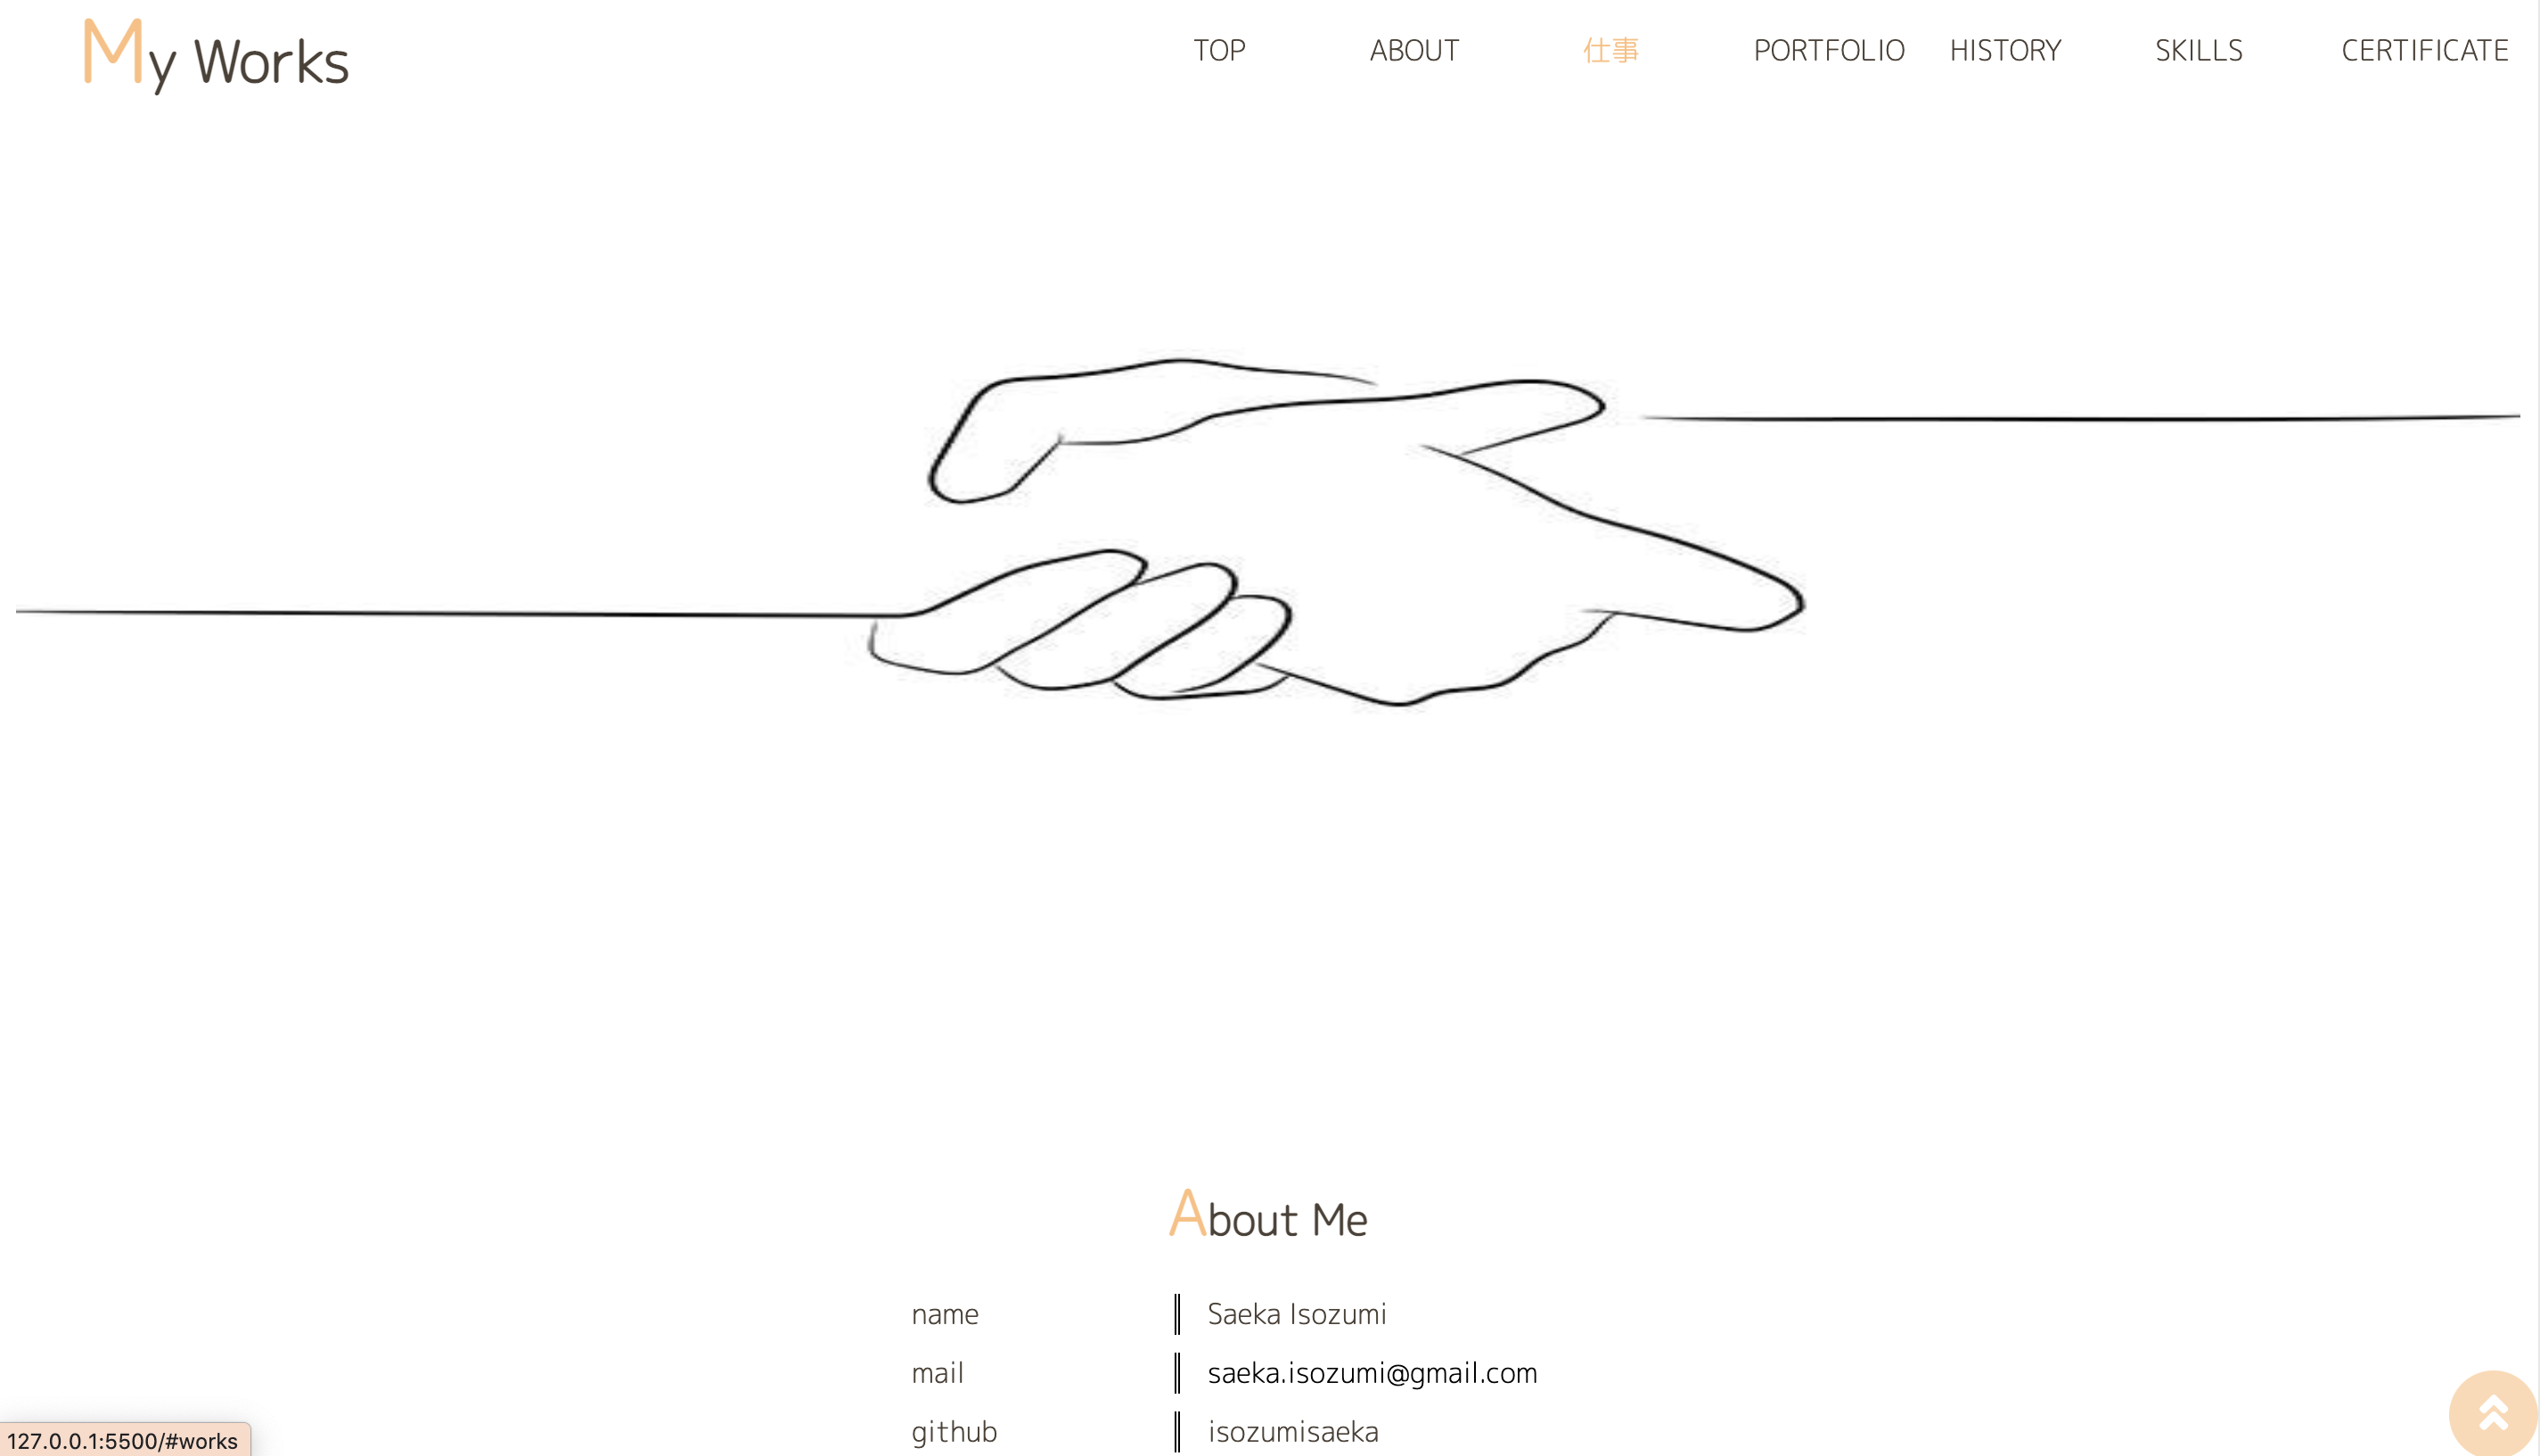 My Works
TOP ABOUT 仕事 PORTFOLIO HISTORY SKILLS CERTIFICATE
About Me
name Saeka Isozumi
mail saeka.isozumi@gmail.com
github isozumisaeka
127.0.0.1:5500/#works